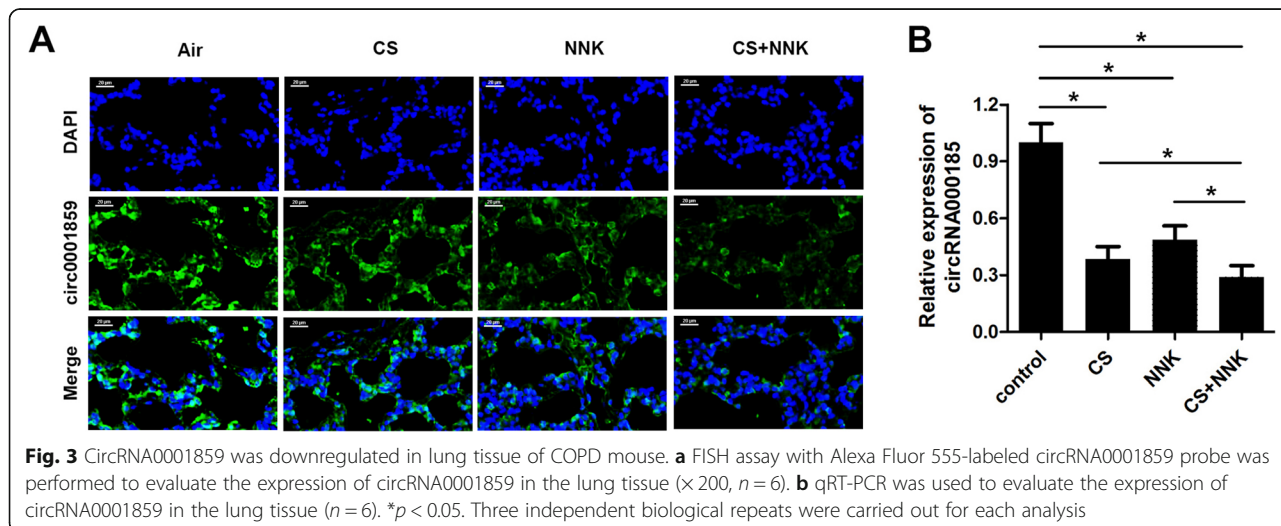 A
Air CS NNK CS+NNK
DAPI
20 μm 20 μm 20 μm 20 μm
circ0001859
20 μm 20 μm 20 μm 20 μm
Merge
20 μm 20 μm 20 μm 20 μm
B
Relative expression of
circRNA000185
1.2
0.9
0.6
0.3
0.0
*
*
*
*
*
control CS NNK CS+NNK
Fig. 3 CircRNA0001859 was downregulated in lung tissue of COPD mouse. a FISH assay with Alexa Fluor 555-labeled circRNA0001859 probe was
performed to evaluate the expression of circRNA0001859 in the lung tissue (× 200, n = 6). b qRT-PCR was used to evaluate the expression of
circRNA0001859 in the lung tissue (n = 6). *p < 0.05. Three independent biological repeats were carried out for each analysis